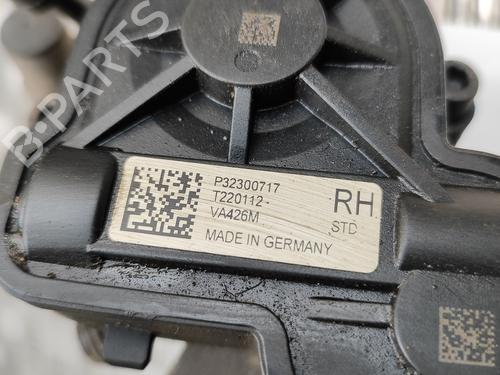 B-PARTS
P32300717
T220112-
VA426M
MADE IN GERMANY
RH
STD